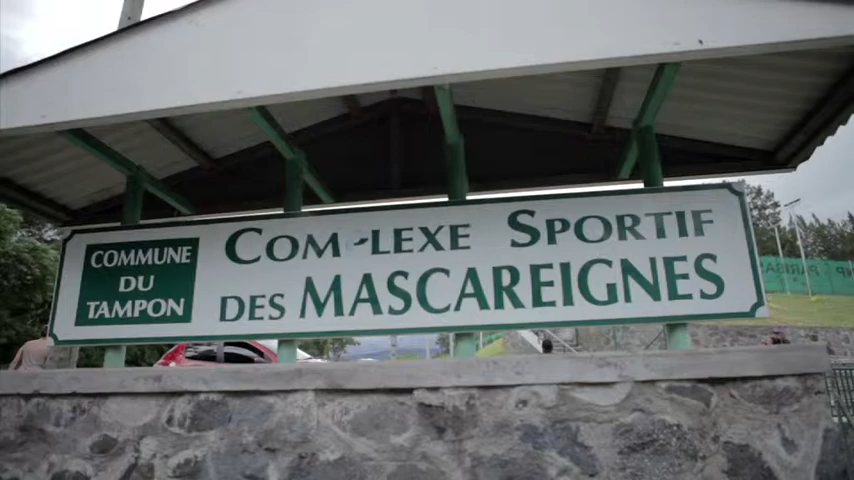 COMMUNE
DU
TAMPON
COM-LEXE SPORTIF
DES MASCAREIGNES